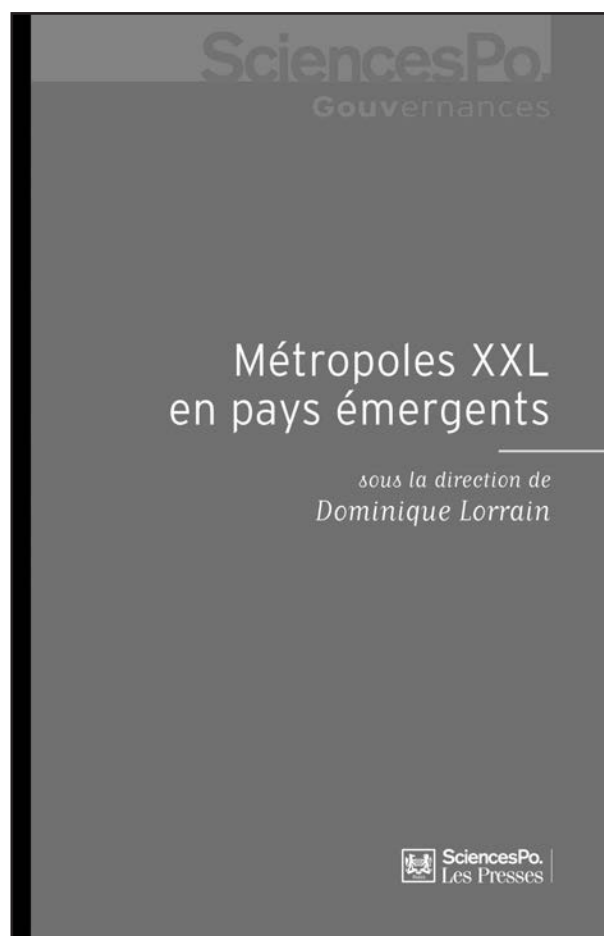 SciencesPo.
Gouvernances
Métropoles XXL
en pays émergents
sous la direction de
Dominique Lorrain
SciencesPo.
Les Presses